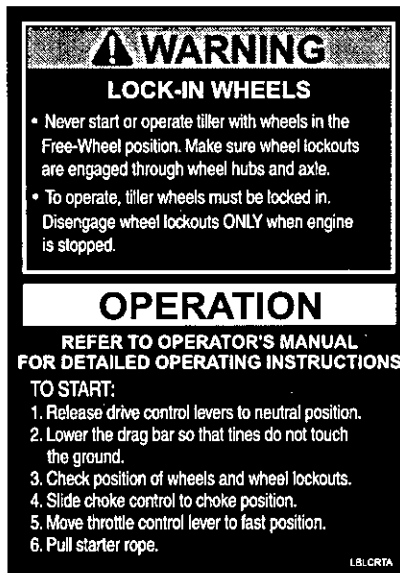 WARNING
LOCK-IN WHEELS
• Never start or operate tiller with wheels in the
Free-Wheel position. Make sure wheel lockouts
are engaged through wheel hubs and axle.
• To operate, tiller wheels must be locked in.
Disengage wheel lockouts ONLY when engine
is stopped.
OPERATION
REFER TO OPERATOR'S MANUAL
FOR DETAILED OPERATING INSTRUCTIONS
TO START:
1. Release drive control levers to neutral position.
2. Lower the drag bar so that tines do not touch
the ground.
3. Check position of wheels and wheel lockouts.
4. Slide choke control to choke position.
5. Move throttle control lever to fast position.
6. Pull starter rope.
LBLCRTA